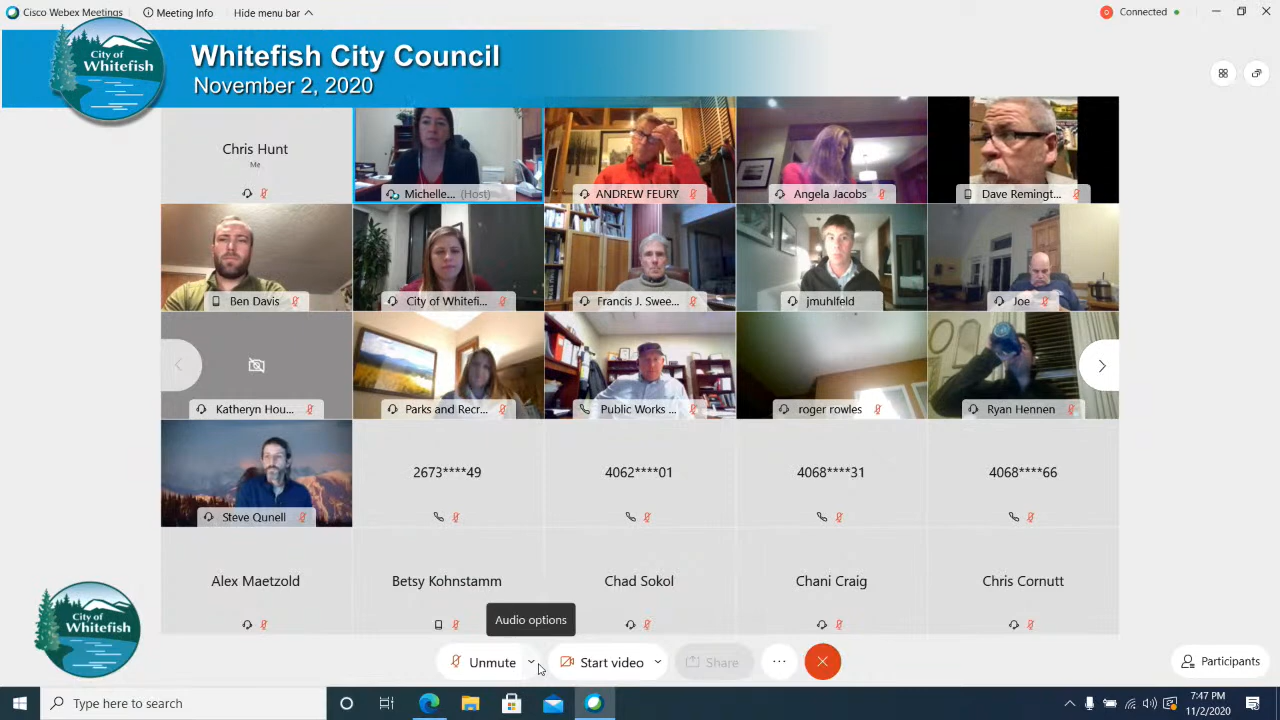 Cisco Webex Meetings
Meeting Info
Hide menu bar
Connected
City of
Whitefish
Whitefish City Council
November 2, 2020
Chris Hunt
Me
Michelle... (Host)
ANDREW FEURY
Angela Jacobs
Dave Remingt...
Ben Davis
City of Whitefi...
Francis J. Swee...
jmuhlfeld
Joe
Katheryn Hou...
Parks and Recr...
Public Works ...
roger rowles
Ryan Hennen
Steve Qunell
2673****49
4062****01
4068****31
4068****66
Alex Maetzold
Betsy Kohnstamm
Chad Sokol
Chani Craig
Chris Cornutt
City of
Whitefish
Audio options
Unmute
Start video
Share
Participants
Type here to search
7:47 PM
11/2/2020